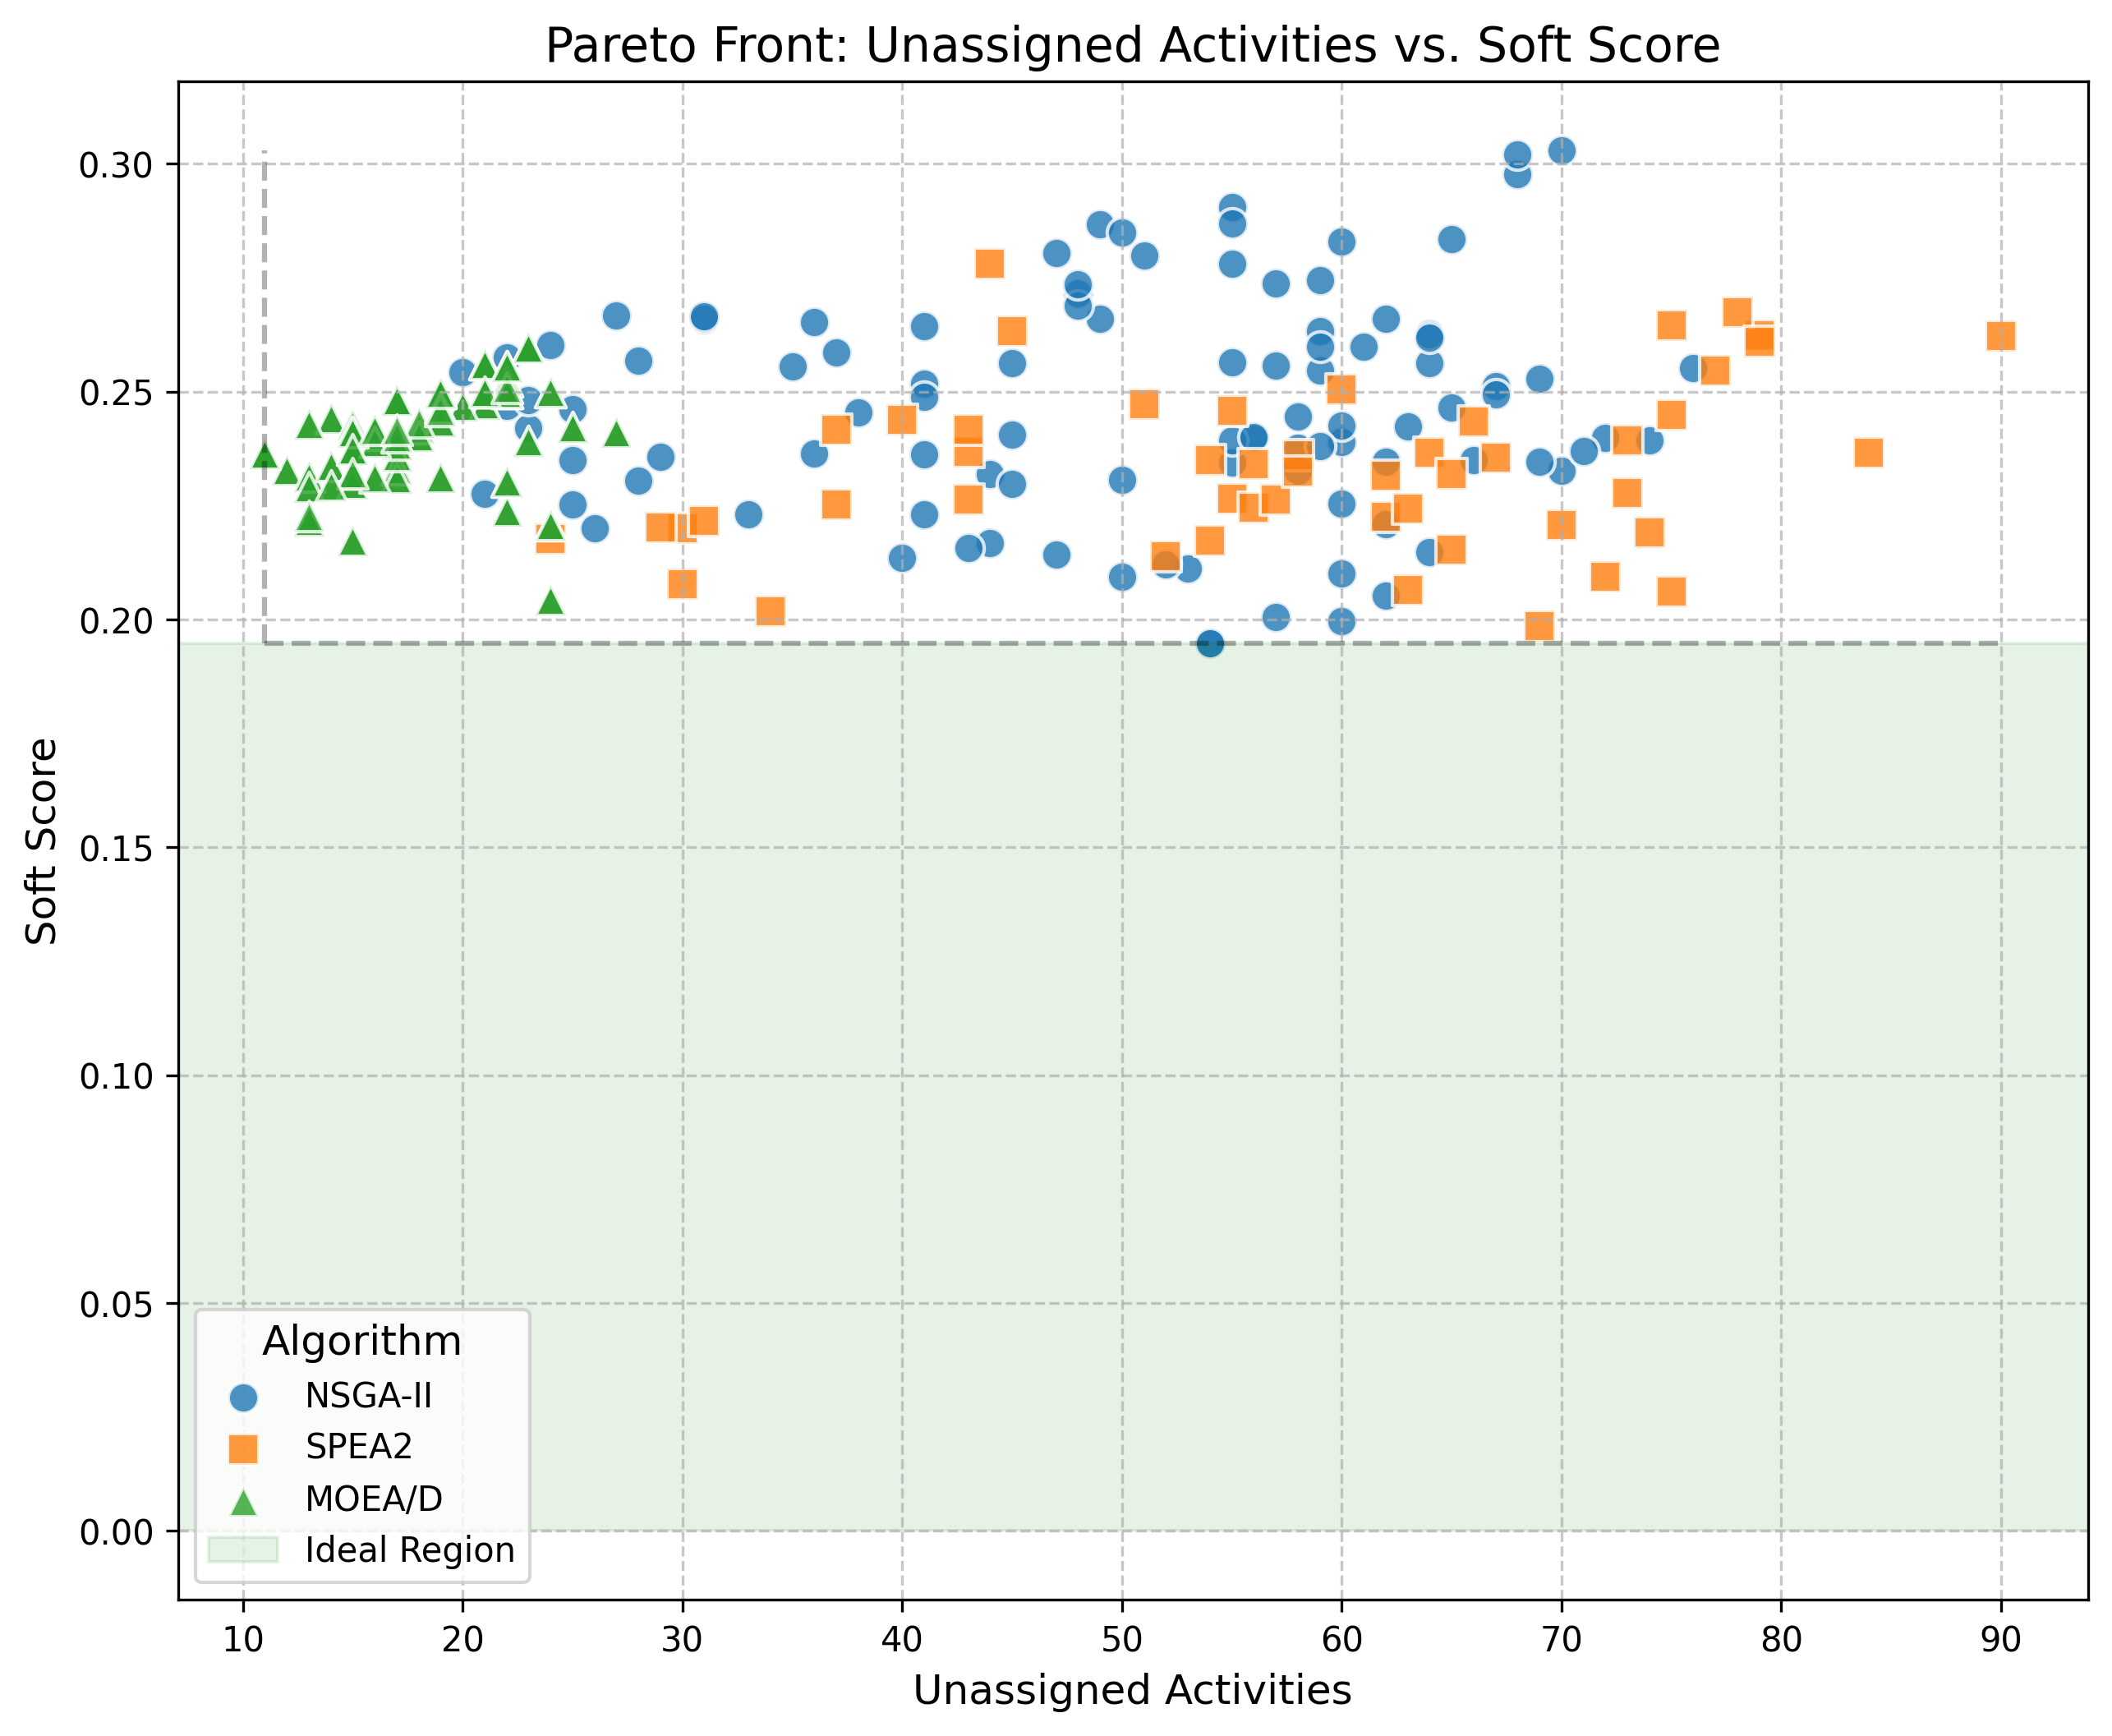 Pareto Front: Unassigned Activities vs. Soft Score
0.30
0.25
0.20
0.15
0.10
0.05
0.00
Soft Score
Algorithm
NSGA-II
SPEA2
MOEA/D
Ideal Region
10 20 30 40 50 60 70 80 90
Unassigned Activities